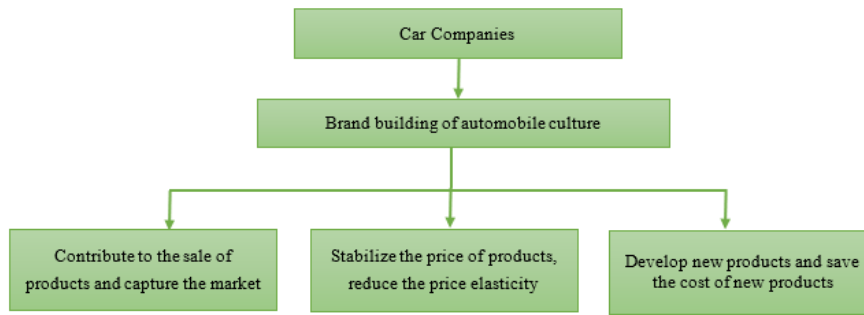 Car Companies
Brand building of automobile culture
Contribute to the sale of
products and capture the market
Stabilize the price of products,
reduce the price elasticity
Develop new products and save
the cost of new products